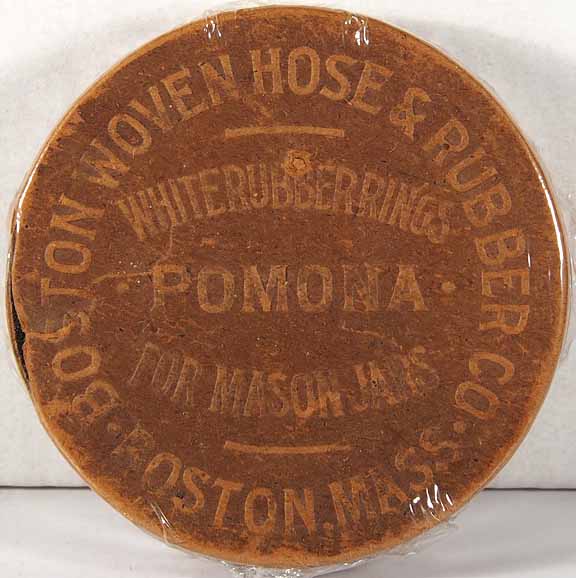 BOSTON WOVEN HOSE & RUBBER CO.
WHITE RUBBER RINGS
· POMONA ·
FOR MASON JARS
· BOSTON, MASS. ·